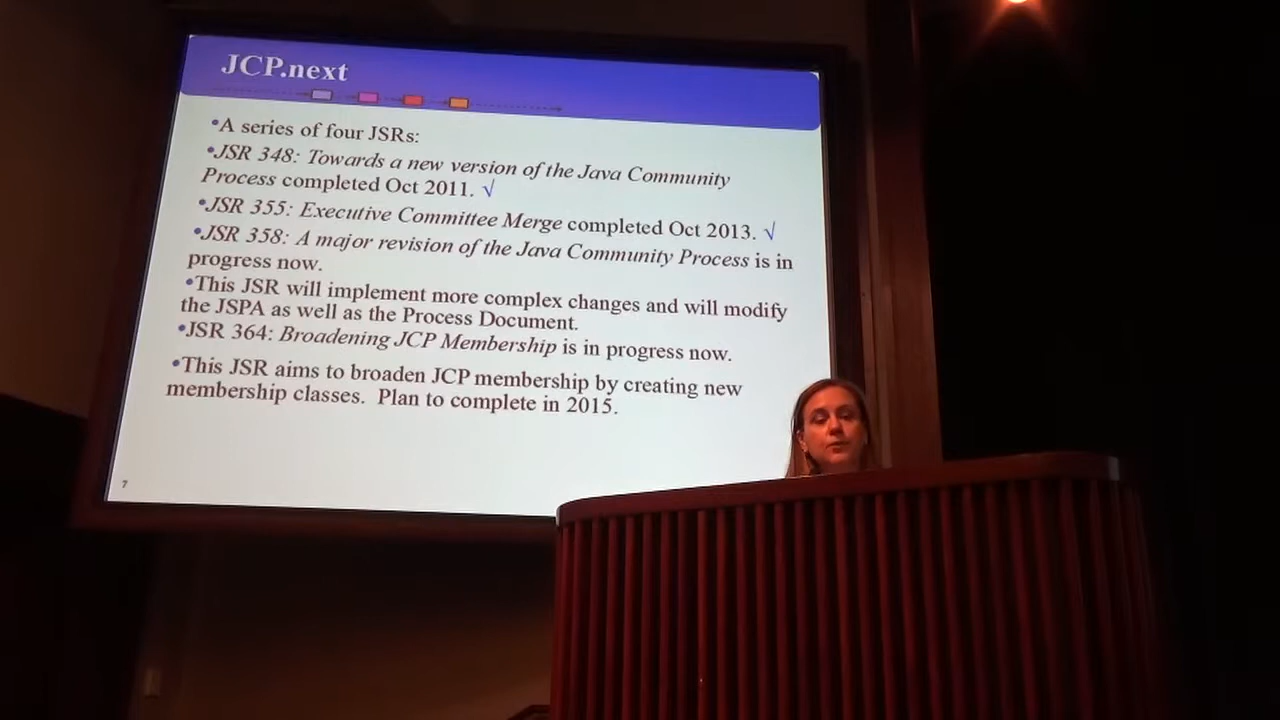 JCP.next
•A series of four JSRs:
•JSR 348: Towards a new version of the Java Community
Process completed Oct 2011. √
•JSR 355: Executive Committee Merge completed Oct 2013. √
•JSR 358: A major revision of the Java Community Process is in
progress now.
•This JSR will implement more complex changes and will modify
the JSPA as well as the Process Document.
•JSR 364: Broadening JCP Membership is in progress now.
•This JSR aims to broaden JCP membership by creating new
membership classes. Plan to complete in 2015.
7